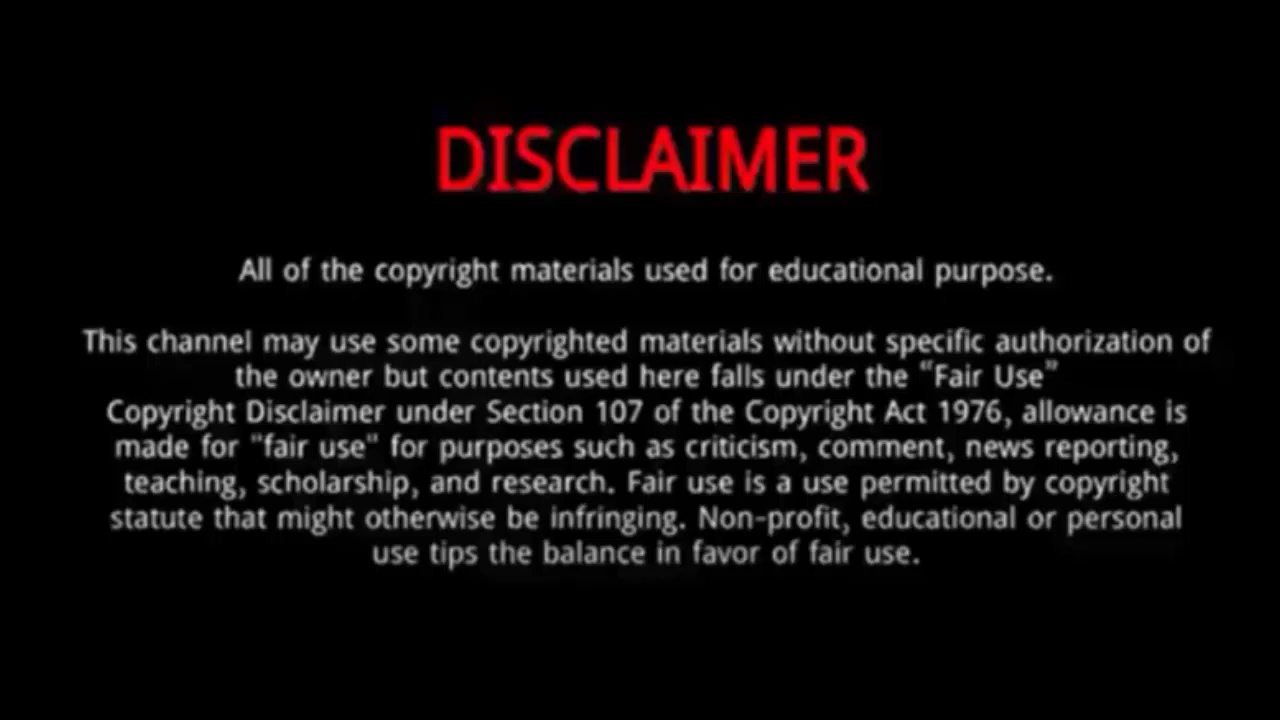 DISCLAIMER
All of the copyright materials used for educational purpose.
This channel may use some copyrighted materials without specific authorization of
the owner but contents used here falls under the “Fair Use”
Copyright Disclaimer under Section 107 of the Copyright Act 1976, allowance is
made for "fair use" for purposes such as criticism, comment, news reporting,
teaching, scholarship, and research. Fair use is a use permitted by copyright
statute that might otherwise be infringing. Non-profit, educational or personal
use tips the balance in favor of fair use.